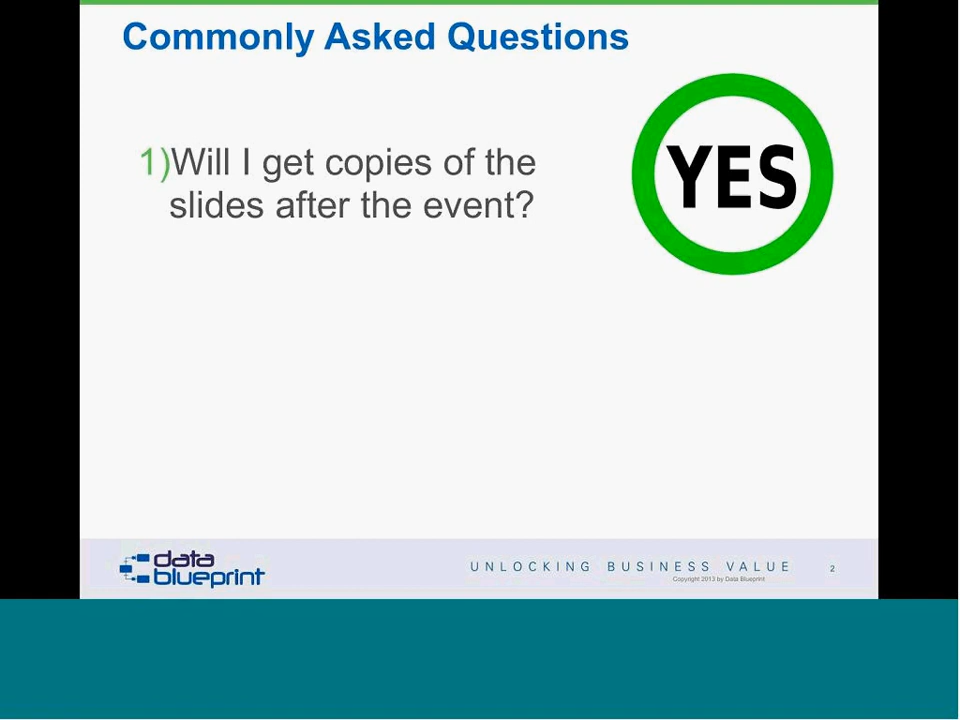 Commonly Asked Questions
1)Will I get copies of the
slides after the event?
YES
data
blueprint
UNLOCKING BUSINESS VALUE
2
Copyright 2013 by Data Blueprint